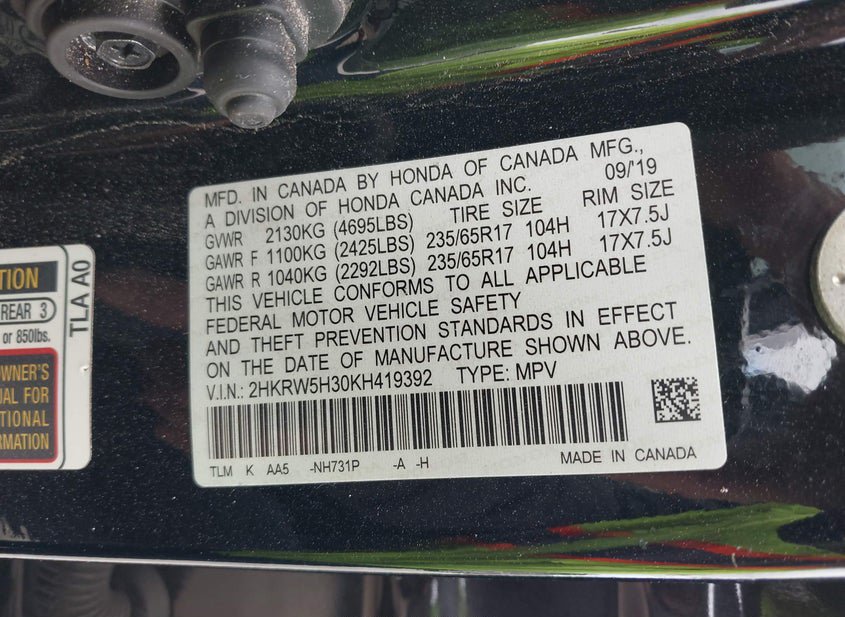 MFD. IN CANADA BY HONDA OF CANADA MFG.,
A DIVISION OF HONDA CANADA INC. 09/'19
GVWR 2130KG (4695LBS) TIRE SIZE RIM SIZE
GAWR F 1100KG (2425LBS) 235/65R17 104H 17X7.5J
GAWR R 1040KG (2292LBS) 235/65R17 104H 17X7.5J
THIS VEHICLE CONFORMS TO ALL APPLICABLE
FEDERAL MOTOR VEHICLE SAFETY
AND THEFT PREVENTION STANDARDS IN EFFECT
ON THE DATE OF MANUFACTURE SHOWN ABOVE.
V.I.N.: 2HKRW5H30KH419392 TYPE: MPV
TLM K AA5 -NH731P -A -H MADE IN CANADA
TION
REAR 3
or 850lbs.
OWNER'S
UAL FOR
TIONAL
RMATION
TLA A0